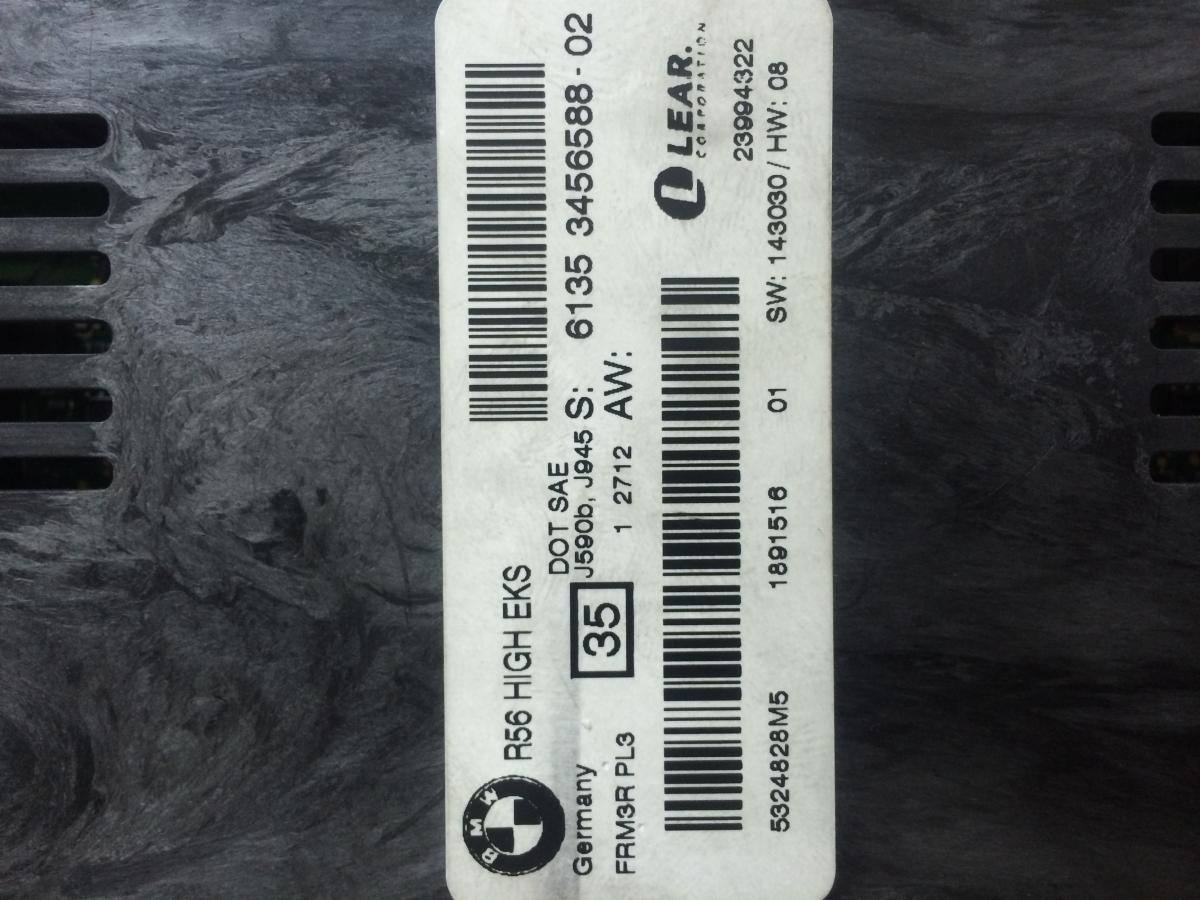 BMW
R56 HIGH EKS
Germany
DOT SAE
J590b, J945
S: 6135 3456588 - 02
FRM3R PL3
35
1 2712 AW:
LEAR.
CORPORATION
23994322
5324828M5 1891516 01 SW: 143030 / HW: 08